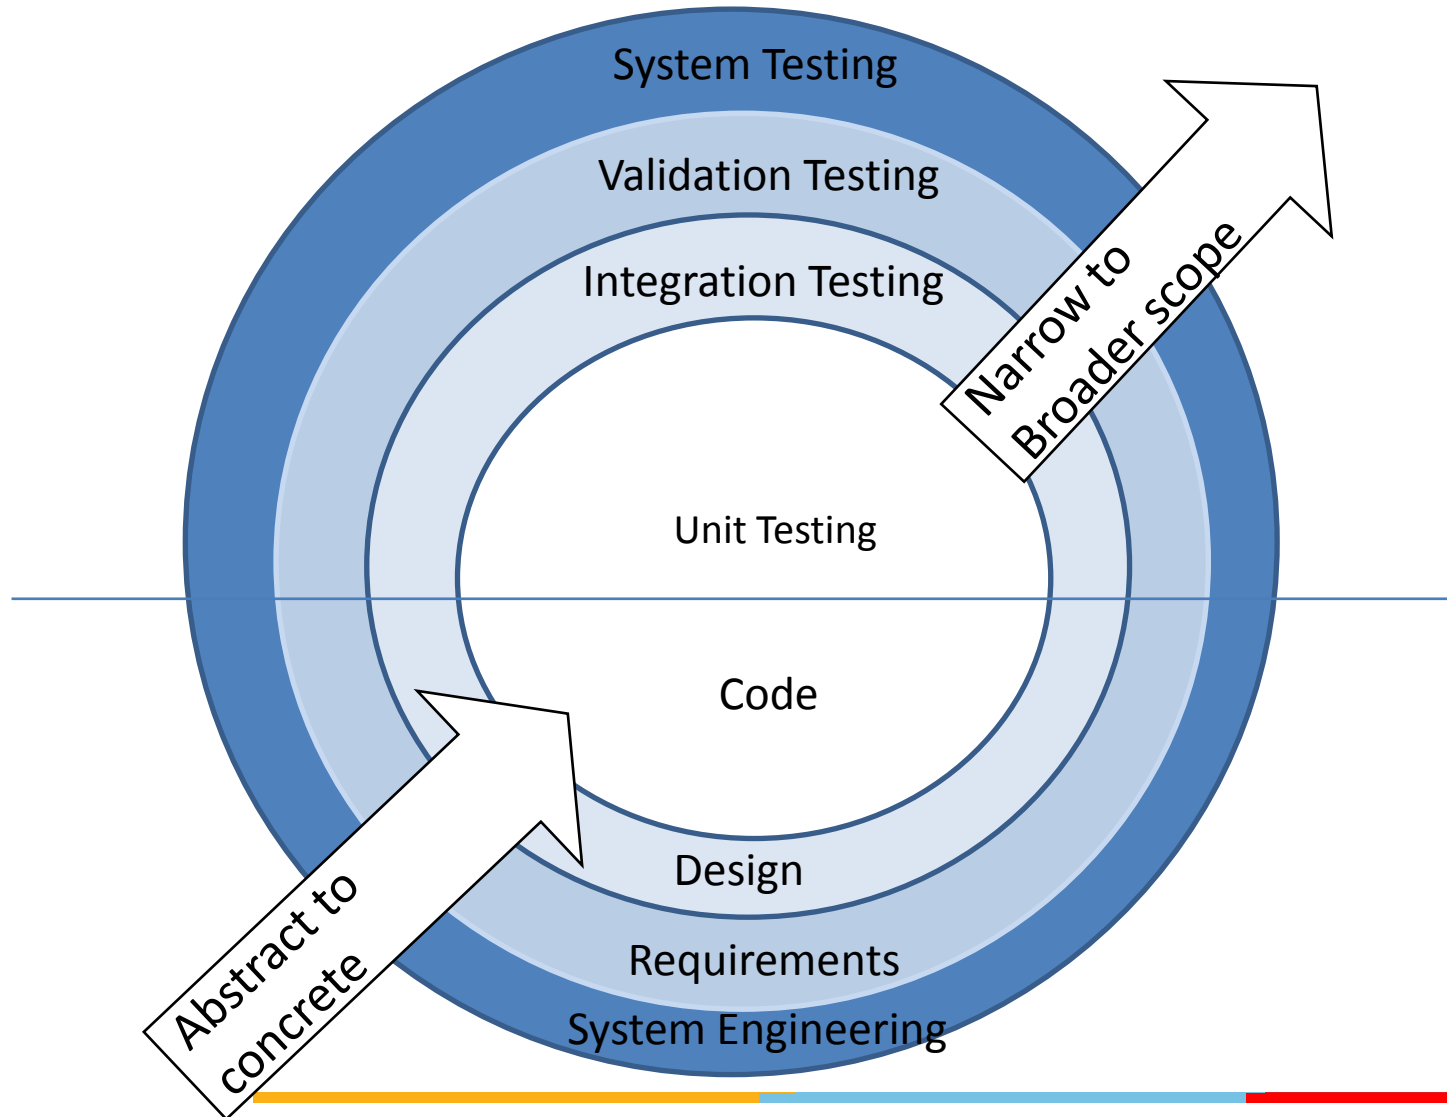 System Testing
Validation Testing
Integration Testing
Narrow to
Broader scope
Unit Testing
Code
Design
Abstract to
concrete
Requirements
System Engineering